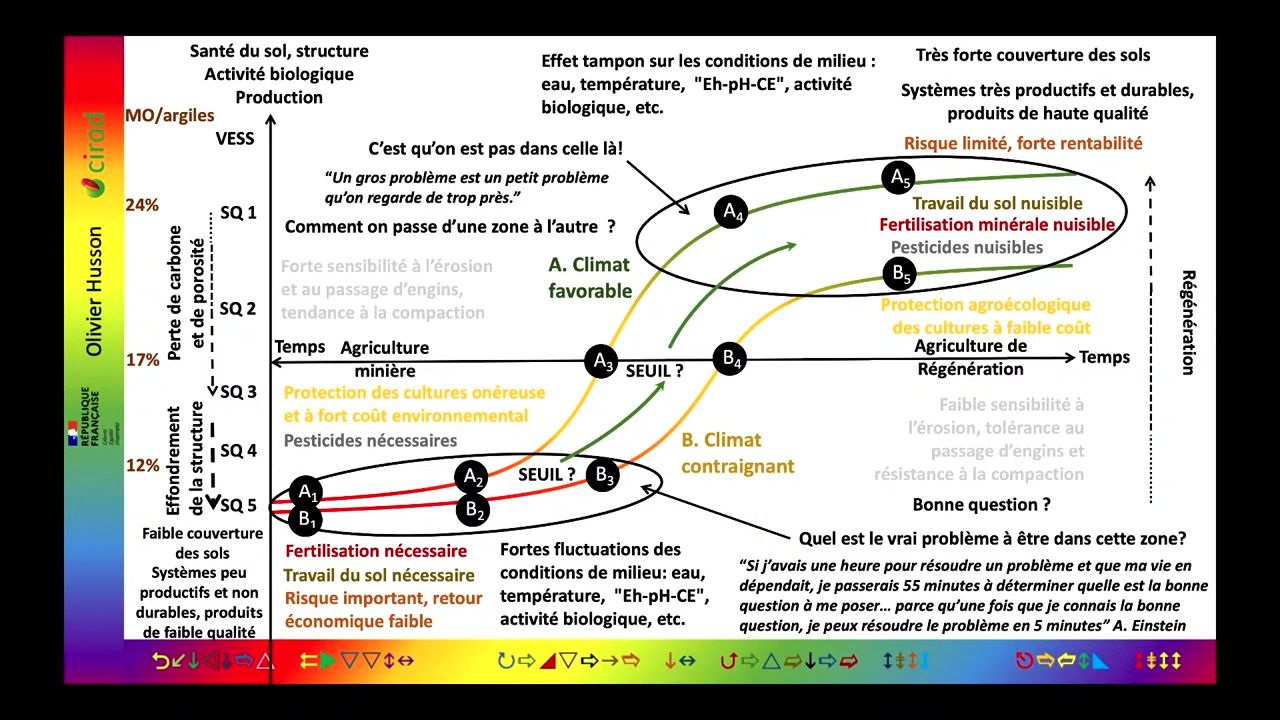 Santé du sol, structure
Activité biologique
Production
MO/argiles
VESS
24%
SQ 1
SQ 2
17%
SQ 3
SQ 4
12%
SQ 5
Perte de carbone
et de porosité
Effondrement
de la structure
cirad
Olivier Husson
RÉPUBLIQUE
FRANÇAISE
Liberté
Égalité
Fraternité
Effet tampon sur les conditions de milieu :
eau, température, "Eh-pH-CE", activité
biologique, etc.
Très forte couverture des sols
Systèmes très productifs et durables,
produits de haute qualité
Risque limité, forte rentabilité
C'est qu'on est pas dans celle là!
“Un gros problème est un petit problème
qu'on regarde de trop près.”
Comment on passe d'une zone à l'autre ?
Forte sensibilité à l'érosion
et au passage d'engins,
tendance à la compaction
A. Climat
favorable
A4
A5
Travail du sol nuisible
Fertilisation minérale nuisible
Pesticides nuisibles
B5
Protection agroécologique
des cultures à faible coût
Régénération
Temps
Agriculture
minière
A3
SEUIL ?
B4
Agriculture de
Régénération
Temps
Protection des cultures onéreuse
et à fort coût environnemental
Pesticides nécessaires
B. Climat
contraignant
Faible sensibilité à
l'érosion, tolérance au
passage d'engins et
résistance à la compaction
A1
A2
SEUIL ?
B3
B1
B2
Bonne question ?
Faible couverture
des sols
Systèmes peu
productifs et non
durables, produits
de faible qualité
Fertilisation nécessaire
Travail du sol nécessaire
Risque important, retour
économique faible
Fortes fluctuations des
conditions de milieu: eau,
température, "Eh-pH-CE",
activité biologique, etc.
Quel est le vrai problème à être dans cette zone?
“Si j'avais une heure pour résoudre un problème et que ma vie en
dépendait, je passerais 55 minutes à déterminer quelle est la bonne
question à me poser… parce qu'une fois que je connais la bonne
question, je peux résoudre le problème en 5 minutes” A. Einstein